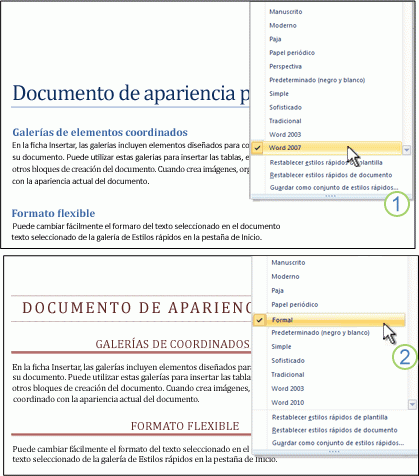 Manuscrito
Moderno
Paja
Papel periódico
Perspectiva
Predeterminado (negro y blanco)
Simple
Sofisticado
Tradicional
Word 2003
Word 2007
Restablecer estilos rápidos de plantilla
Restablecer estilos rápidos de documento
Guardar como conjunto de estilos rápidos...
1
Documento de apariencia p
Galerías de elementos coordinados
En la ficha Insertar, las galerías incluyen elementos diseñados para co
su documento. Puede utilizar estas galerías para insertar las tablas, e
otros bloques de creación del documento. Cuando crea imágenes, org
con la apariencia actual del documento.
Formato flexible
Puede cambiar fácilmente el formaro del texto seleccionado en el documento
texto seleccionado de la galería de Estilos rápidos en la pestaña de Inicio.
Manuscrito
Moderno
Paja
Papel periódico
Formal
Predeterminado (negro y blanco)
Simple
Sofisticado
Tradicional
Word 2003
Word 2010
Restablecer estilos rápidos de plantilla
Restablecer estilos rápidos de documento
Guardar como conjunto de estilos rápidos...
2
DOCUMENTO DE APARIENC
GALERÍAS DE COORDINADOS
En la ficha Insertar, las galerías incluyen elementos diseñados para
su documento. Puede utilizar estas galerías para insertar las tablas
otros bloques de creación del documento. Cuando crea imágenes,
coordinado con la apariencia actual del documento.
FORMATO FLEXIBLE
Puede cambiar fácilmente el formato del texto seleccionado en el
texto seleccionado de la galería de Estilos rápidos en la pestaña de Inicio.